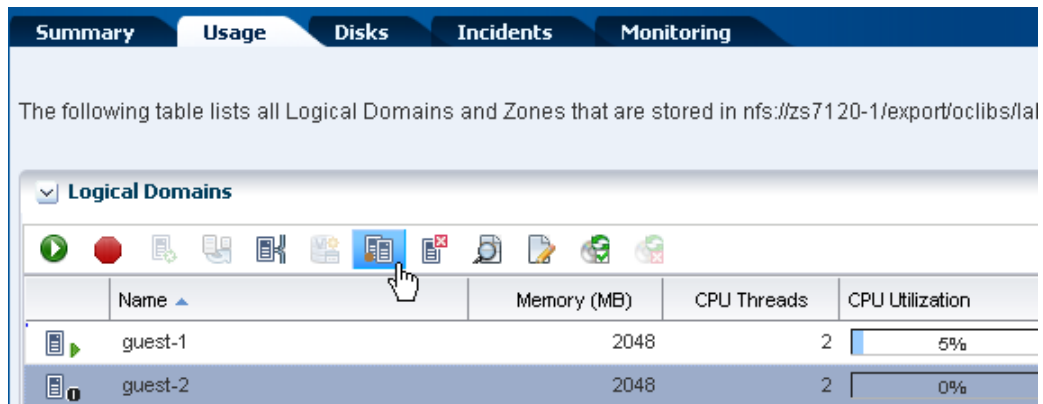 Summary Usage Disks Incidents Monitoring
The following table lists all Logical Domains and Zones that are stored in nfs://zs7120-1/export/oclibs/lal
Logical Domains
Name Memory (MB) CPU Threads CPU Utilization
guest-1 2048 2 5%
guest-2 2048 2 0%